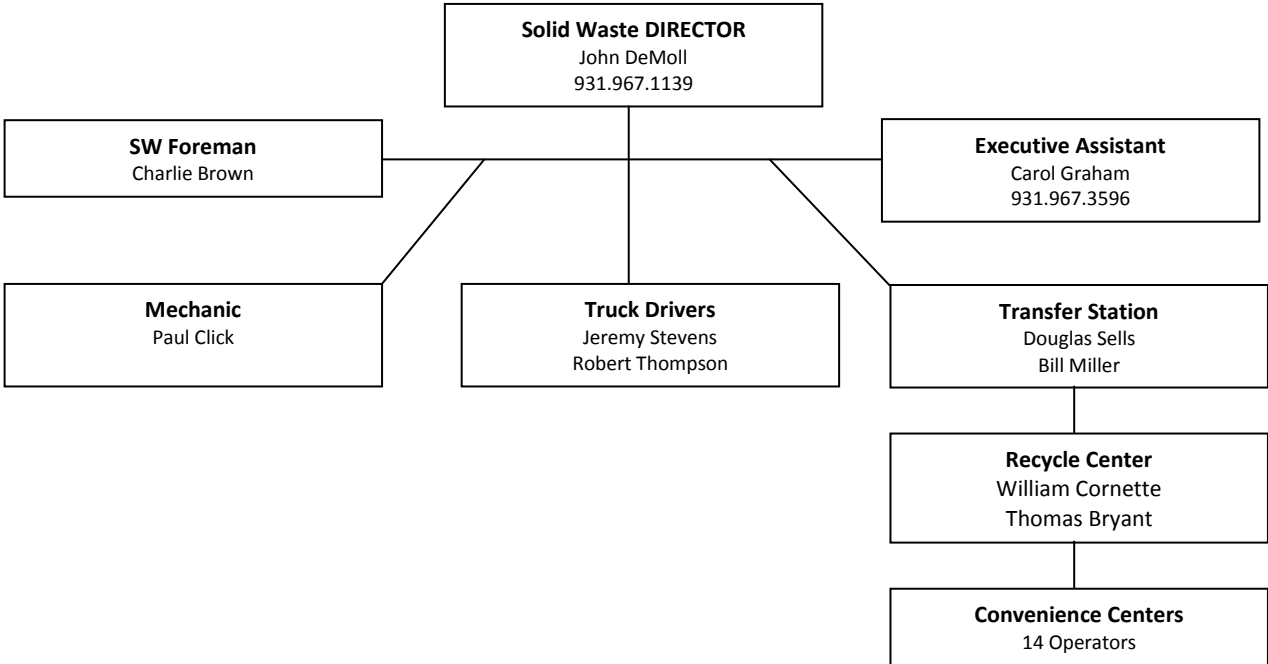 Solid Waste DIRECTOR
John DeMoll
931.967.1139
SW Foreman
Charlie Brown
Executive Assistant
Carol Graham
931.967.3596
Mechanic
Paul Click
Truck Drivers
Jeremy Stevens
Robert Thompson
Transfer Station
Douglas Sells
Bill Miller
Recycle Center
William Cornette
Thomas Bryant
Convenience Centers
14 Operators